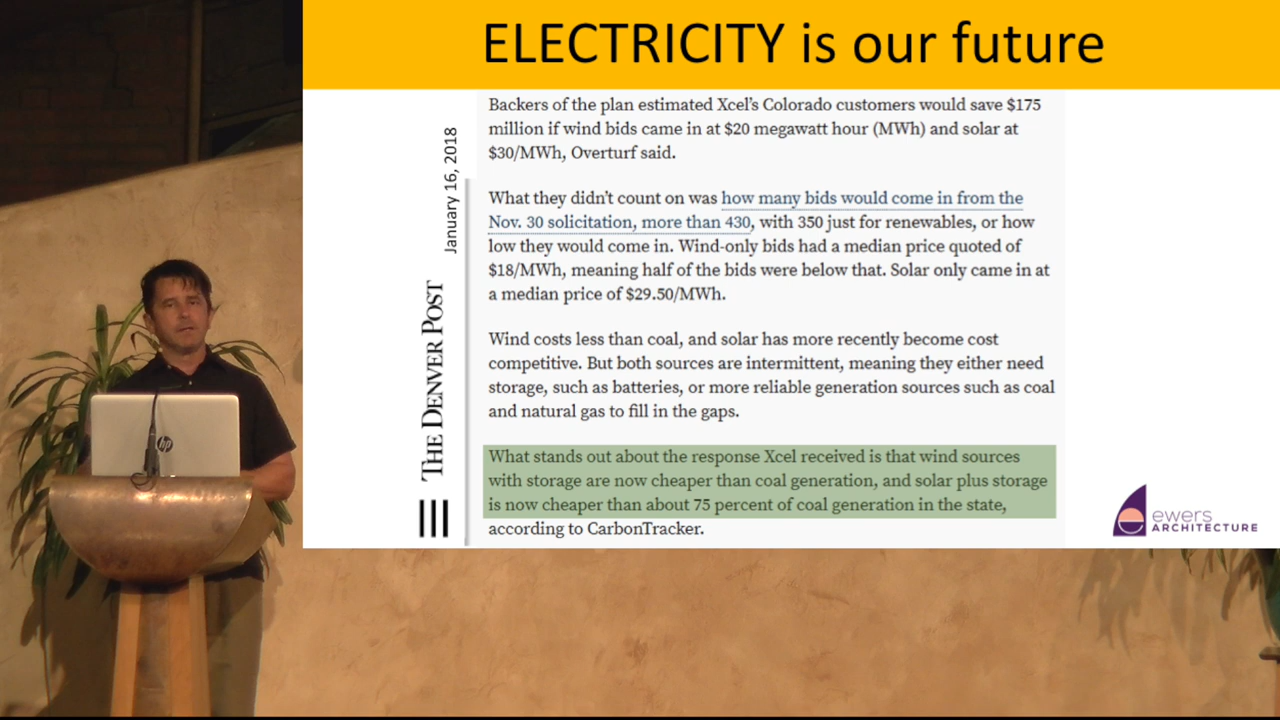 ELECTRICITY is our future
Backers of the plan estimated Xcel's Colorado customers would save $175
million if wind bids came in at $20 megawatt hour (MWh) and solar at
$30/MWh, Overturf said.
What they didn't count on was how many bids would come in from the
Nov. 30 solicitation, more than 430, with 350 just for renewables, or how
low they would come in. Wind-only bids had a median price quoted of
$18/MWh, meaning half of the bids were below that. Solar only came in at
a median price of $29.50/MWh.
Wind costs less than coal, and solar has more recently become cost
competitive. But both sources are intermittent, meaning they either need
storage, such as batteries, or more reliable generation sources such as coal
and natural gas to fill in the gaps.
What stands out about the response Xcel received is that wind sources
with storage are now cheaper than coal generation, and solar plus storage
is now cheaper than about 75 percent of coal generation in the state,
according to CarbonTracker.
THE DENVER POST
January 16, 2018
ewers
ARCHITECTURE
hp